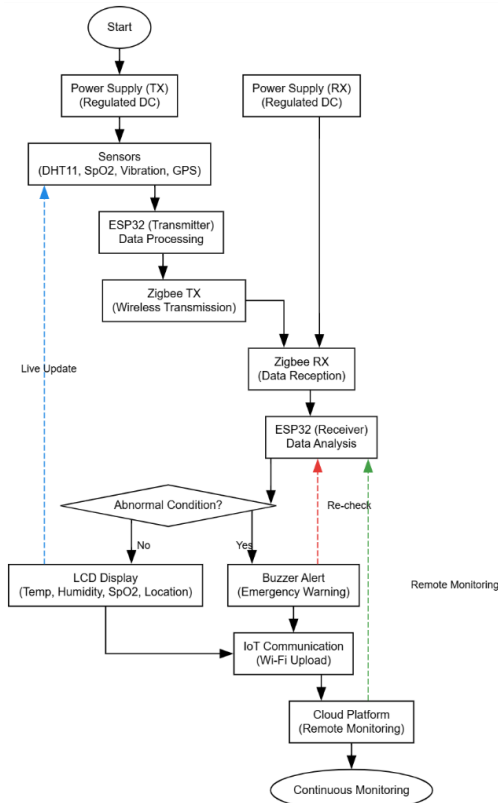 Start
Power Supply (TX)
(Regulated DC)
Power Supply (RX)
(Regulated DC)
Sensors
(DHT11, SpO2, Vibration, GPS)
ESP32 (Transmitter)
Data Processing
Zigbee TX
(Wireless Transmission)
Zigbee RX
(Data Reception)
Live Update
ESP32 (Receiver)
Data Analysis
Abnormal Condition?
Re-check
No
Yes
LCD Display
(Temp, Humidity, SpO2, Location)
Buzzer Alert
(Emergency Warning)
Remote Monitoring
IoT Communication
(Wi-Fi Upload)
Cloud Platform
(Remote Monitoring)
Continuous Monitoring